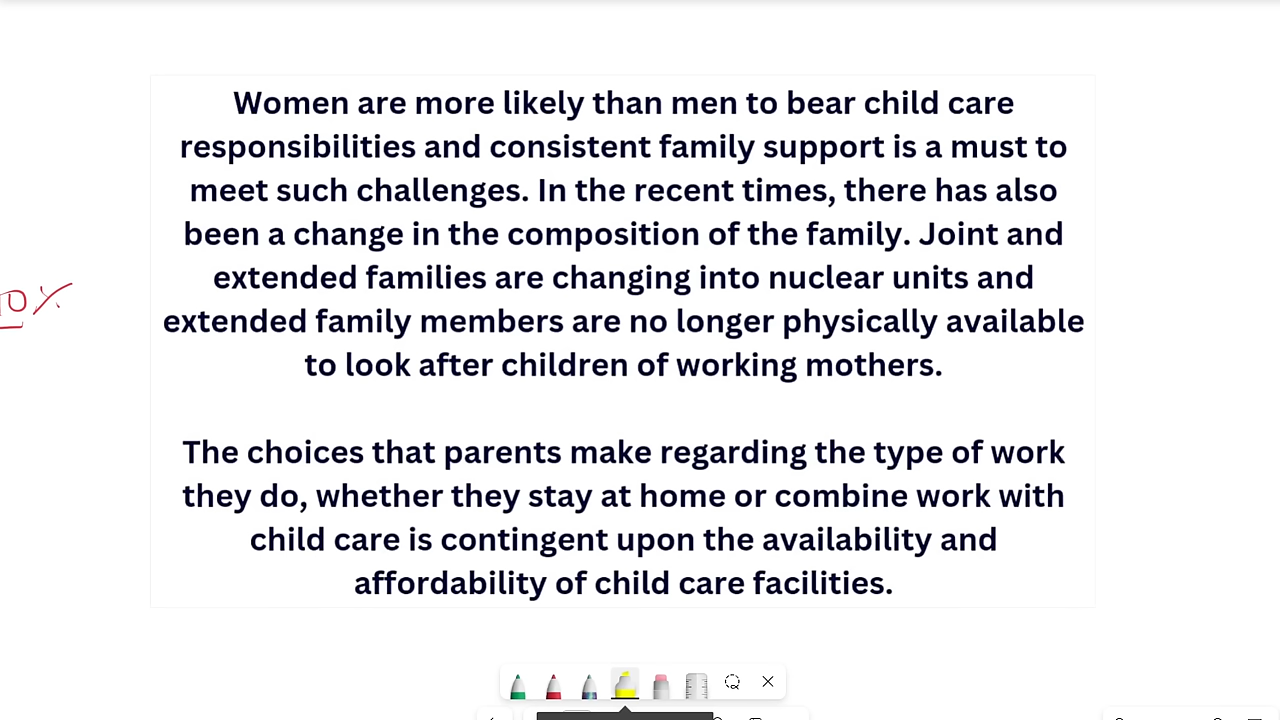 Women are more likely than men to bear child care
responsibilities and consistent family support is a must to
meet such challenges. In the recent times, there has also
been a change in the composition of the family. Joint and
extended families are changing into nuclear units and
extended family members are no longer physically available
to look after children of working mothers.
The choices that parents make regarding the type of work
they do, whether they stay at home or combine work with
child care is contingent upon the availability and
affordability of child care facilities.